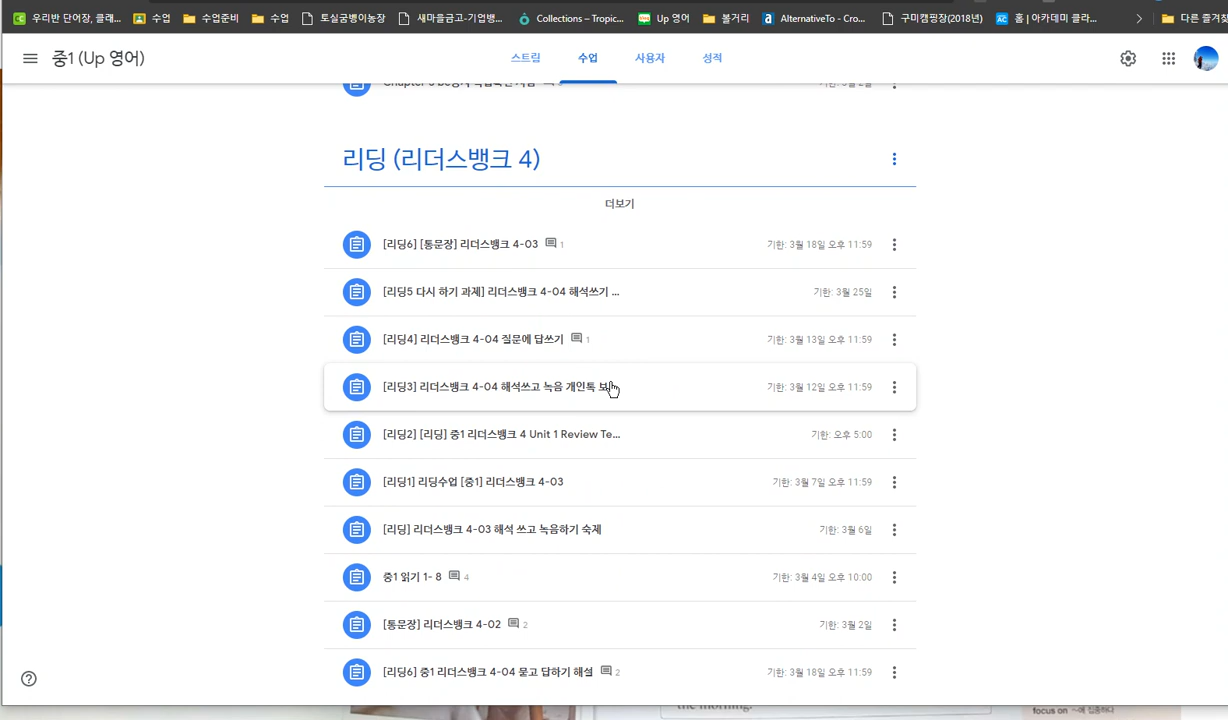 우리반 단어장, 클래... 수업 수업준비 수업 토실굼벵이농장 새마을금고-기업뱅... Collections – Tropic... Up 영어 볼거리 AlternativeTo - Cro... 구미캠핑장(2018년) 홈 | 아카데미 클라... 다른 즐겨찾
중1 (Up 영어) 스트림 수업 사용자 성적
리딩 (리더스뱅크 4)
더보기
[리딩6] [통문장] 리더스뱅크 4-03 1 기한: 3월 18일 오후 11:59
[리딩5 다시 하기 과제] 리더스뱅크 4-04 해석쓰기 ... 기한: 3월 25일
[리딩4] 리더스뱅크 4-04 질문에 답쓰기 1 기한: 3월 13일 오후 11:59
[리딩3] 리더스뱅크 4-04 해석쓰고 녹음 개인톡 보 기한: 3월 12일 오후 11:59
[리딩2] [리딩] 중1 리더스뱅크 4 Unit 1 Review Te... 기한: 오후 5:00
[리딩1] 리딩수업 [중1] 리더스뱅크 4-03 기한: 3월 7일 오후 11:59
[리딩] 리더스뱅크 4-03 해석 쓰고 녹음하기 숙제 기한: 3월 6일
중1 읽기 1- 8 4 기한: 3월 4일 오후 10:00
[통문장] 리더스뱅크 4-02 2 기한: 3월 2일
[리딩6] 중1 리더스뱅크 4-04 묻고 답하기 해설 2 기한: 3월 18일 오후 11:59
the morning.
focus on ~에 집중하다